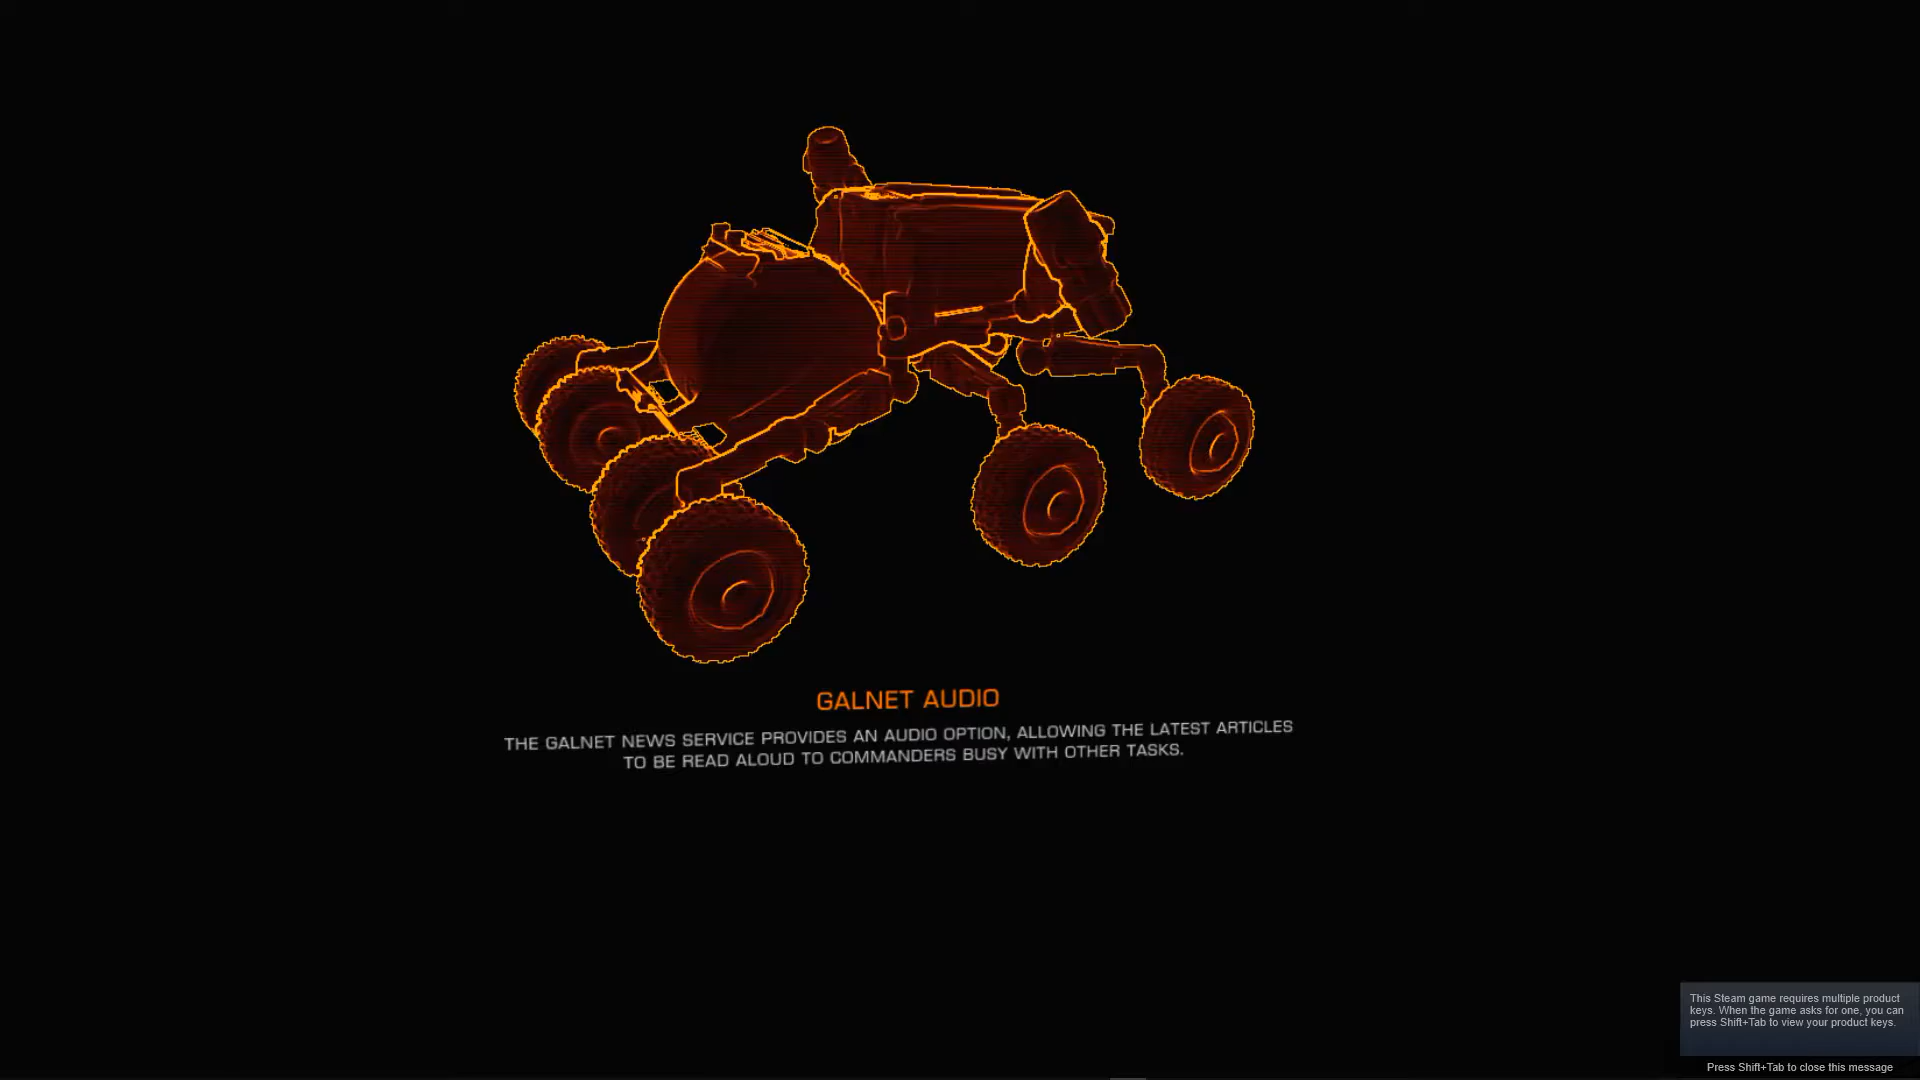 GALNET AUDIO
THE GALNET NEWS SERVICE PROVIDES AN AUDIO OPTION, ALLOWING THE LATEST ARTICLES
TO BE READ ALOUD TO COMMANDERS BUSY WITH OTHER TASKS.
This Steam game requires multiple product
keys. When the game asks for one, you can
press Shift+Tab to view your product keys.
Press Shift+Tab to close this message